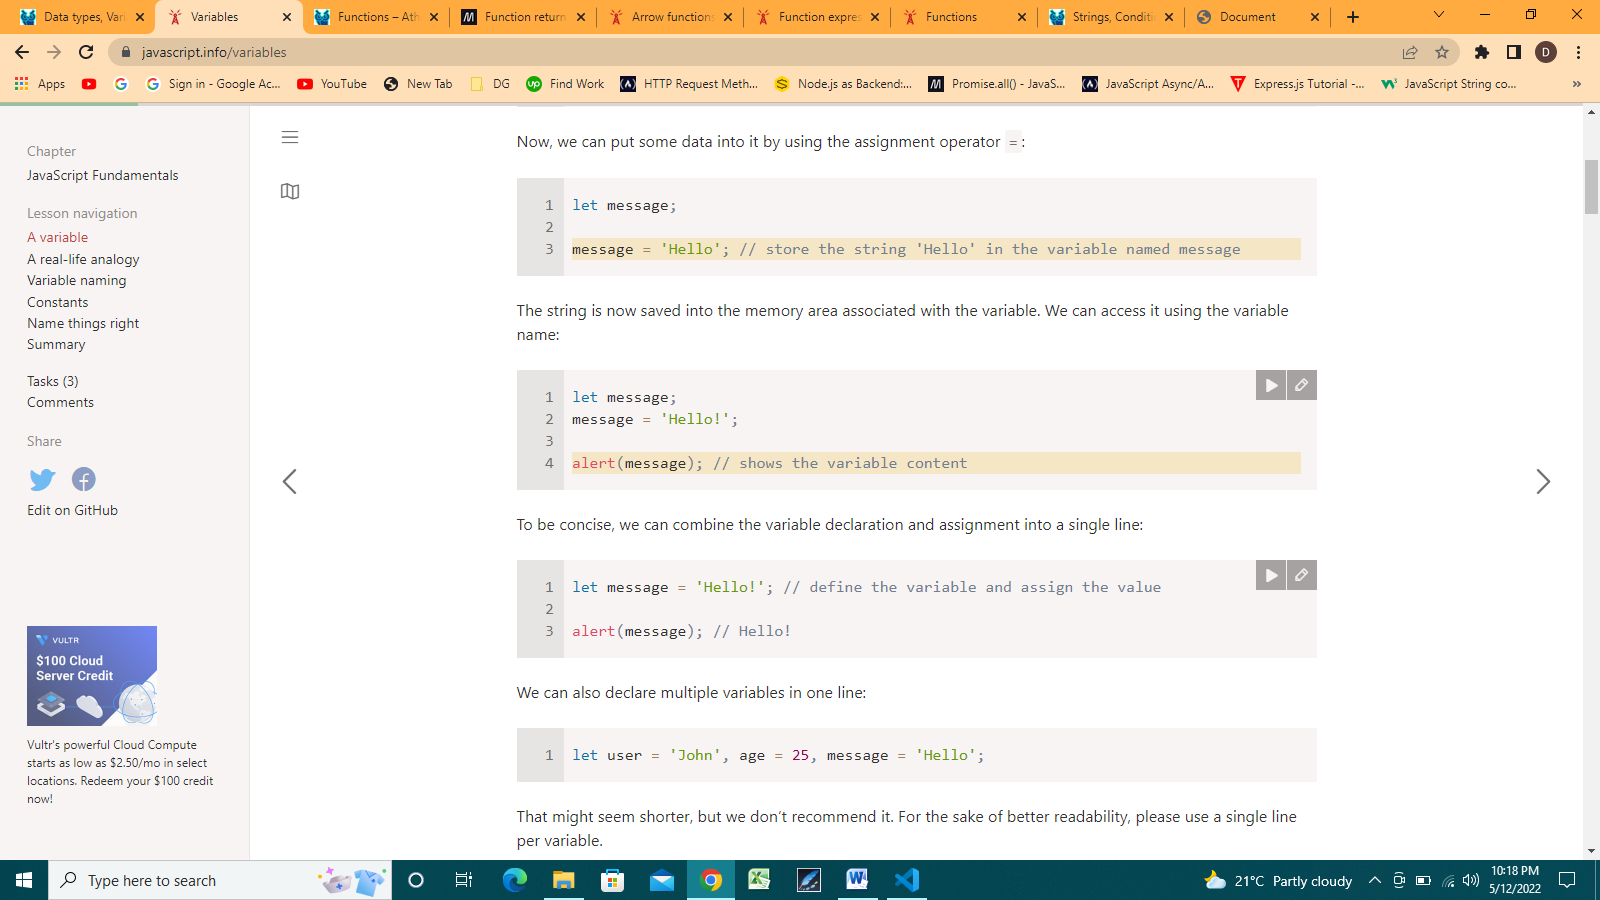 Data types, Vari
Variables
Functions – Ath
Function return
Arrow functions
Function expres
Functions
Strings, Conditi
Document
javascript.info/variables
D
Apps
Sign in - Google Ac...
YouTube
New Tab
DG
Find Work
HTTP Request Meth...
Node.js as Backend:...
Promise.all() - JavaS...
JavaScript Async/A...
Express.js Tutorial -...
JavaScript String co...
»
Chapter
JavaScript Fundamentals
Lesson navigation
A variable
A real-life analogy
Variable naming
Constants
Name things right
Summary
Tasks (3)
Comments
Share
Edit on GitHub
VULTR
$100 Cloud
Server Credit
Vultr's powerful Cloud Compute
starts as low as $2.50/mo in select
locations. Redeem your $100 credit
now!
Now, we can put some data into it by using the assignment operator =:
1 let message;
2
3 message = 'Hello'; // store the string 'Hello' in the variable named message
The string is now saved into the memory area associated with the variable. We can access it using the variable
name:
1 let message;
2 message = 'Hello!';
3
4 alert(message); // shows the variable content
To be concise, we can combine the variable declaration and assignment into a single line:
1 let message = 'Hello!'; // define the variable and assign the value
2
3 alert(message); // Hello!
We can also declare multiple variables in one line:
1 let user = 'John', age = 25, message = 'Hello';
That might seem shorter, but we don’t recommend it. For the sake of better readability, please use a single line
per variable.
Type here to search
21°C Partly cloudy
10:18 PM
5/12/2022